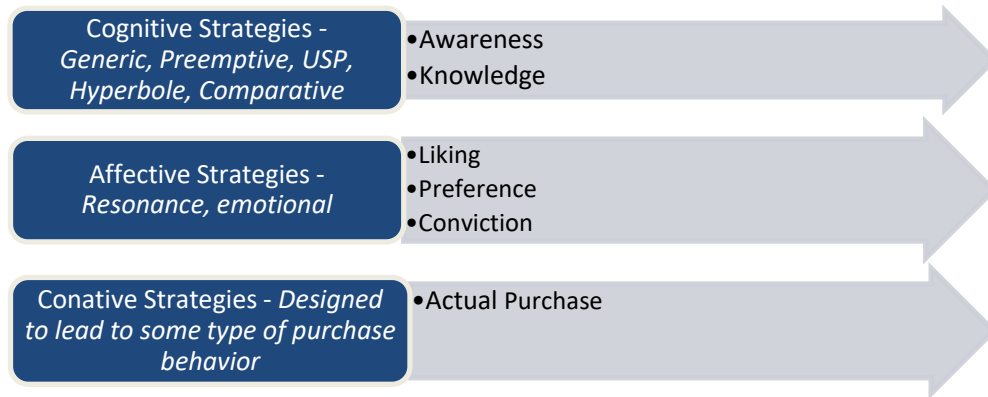 Cognitive Strategies -
Generic, Preemptive, USP,
Hyperbole, Comparative
•Awareness
•Knowledge
Affective Strategies -
Resonance, emotional
•Liking
•Preference
•Conviction
Conative Strategies - Designed
to lead to some type of purchase
behavior
•Actual Purchase